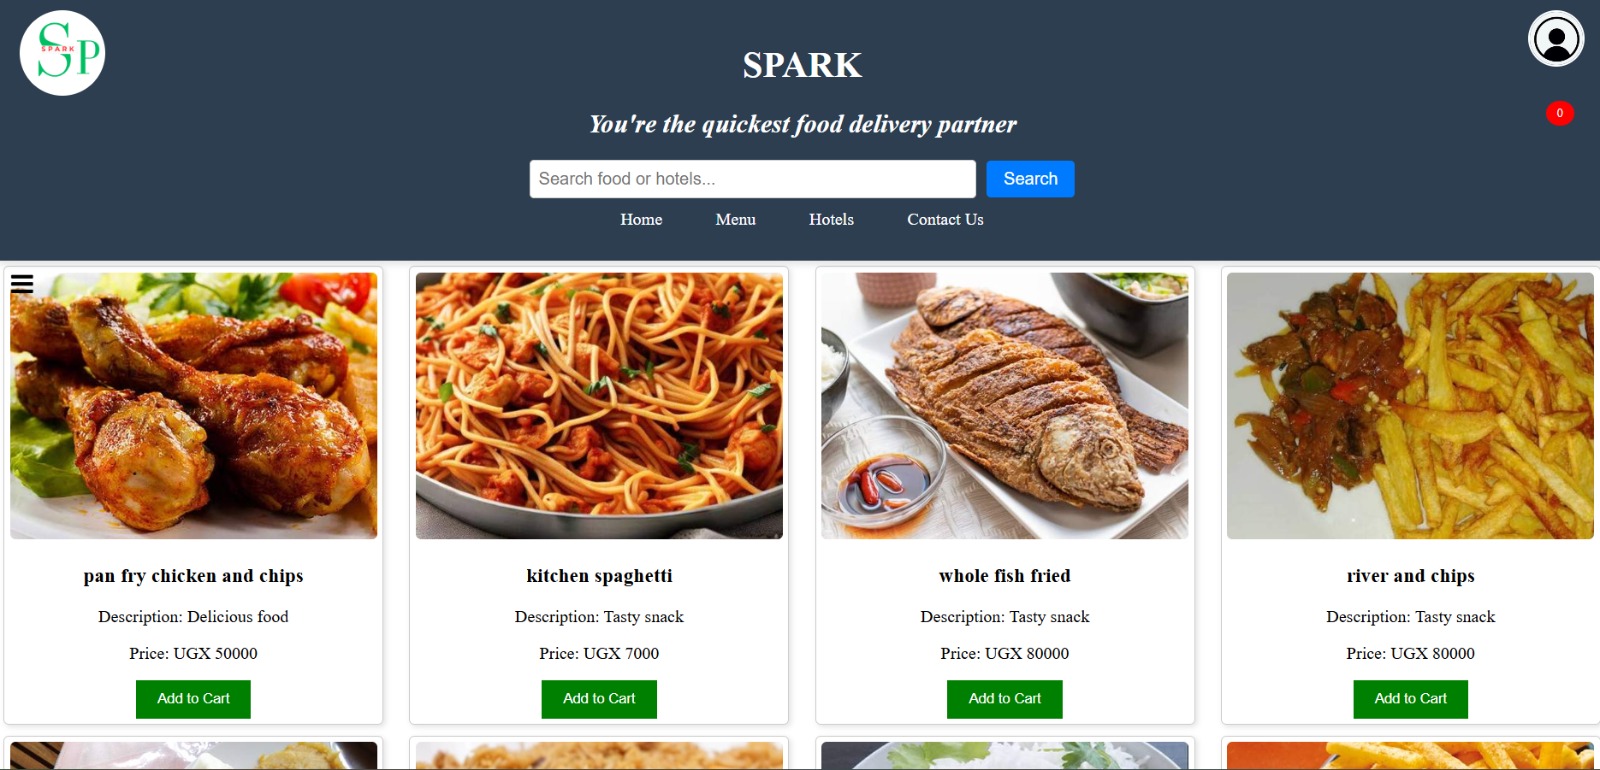 SP
SPARK
SPARK
You're the quickest food delivery partner
0
Search food or hotels...
Search
Home
Menu
Hotels
Contact Us
pan fry chicken and chips
Description: Delicious food
Price: UGX 50000
Add to Cart
kitchen spaghetti
Description: Tasty snack
Price: UGX 7000
Add to Cart
whole fish fried
Description: Tasty snack
Price: UGX 80000
Add to Cart
river and chips
Description: Tasty snack
Price: UGX 80000
Add to Cart